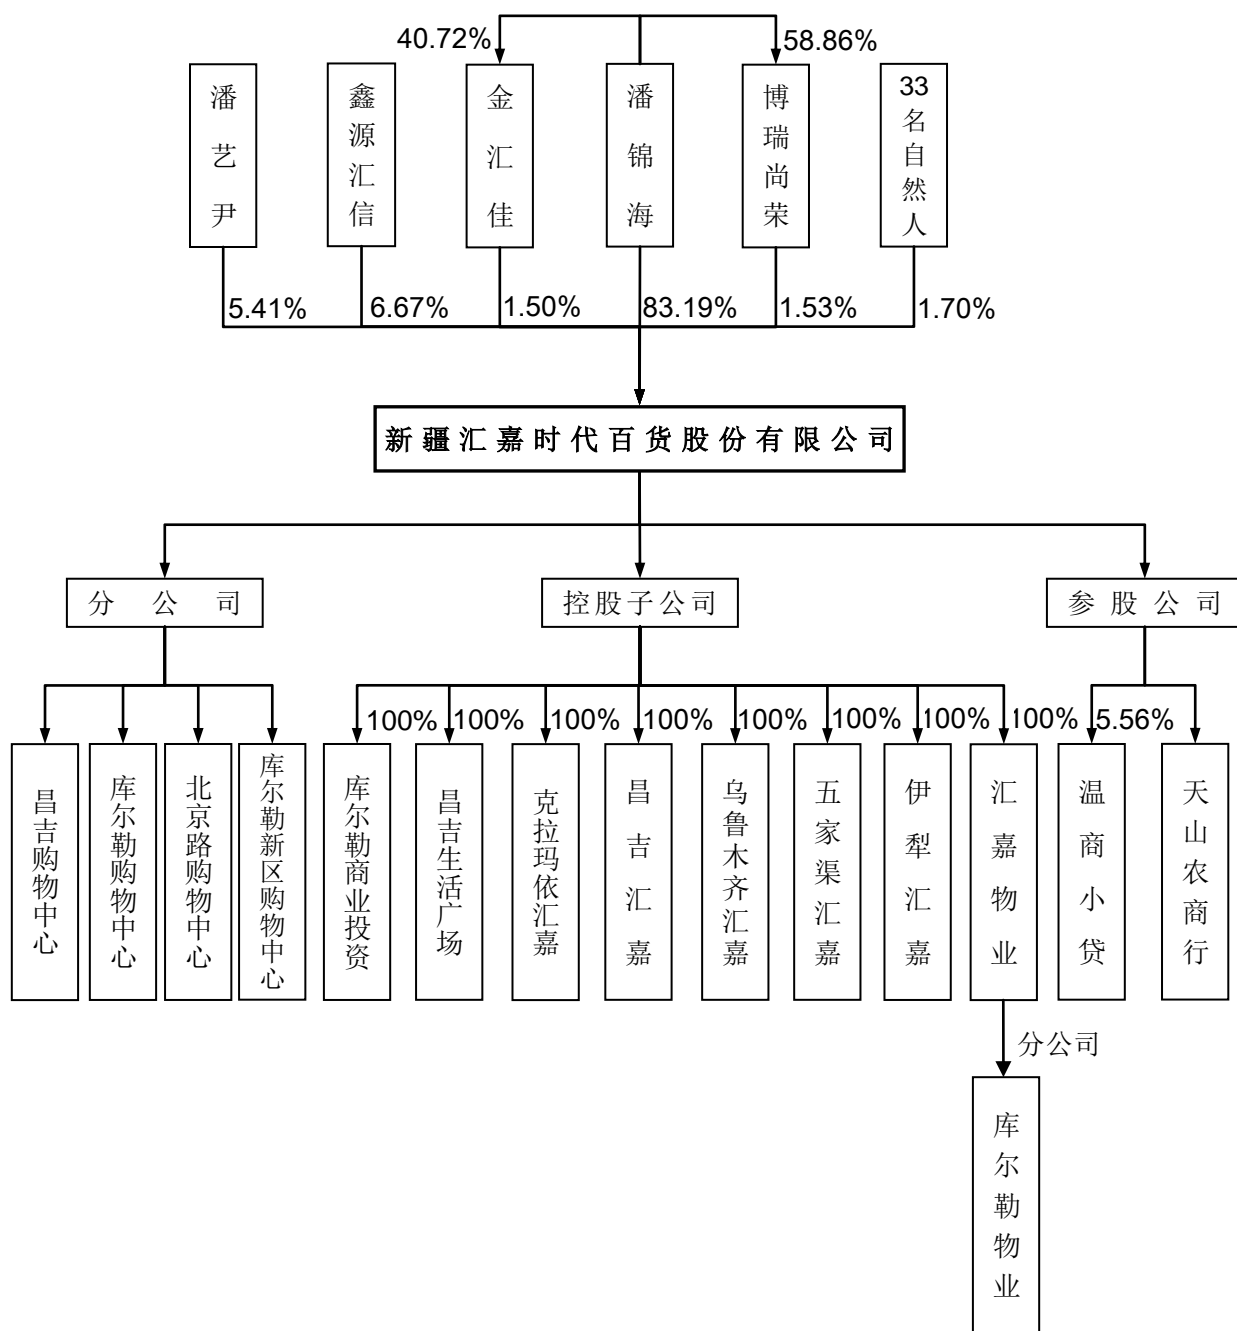 40.72%
58.86%
潘艺尹
鑫源汇信
金汇佳
潘锦海
博瑞尚荣
33名自然人
5.41%
6.67%
1.50%
83.19%
1.53%
1.70%
新疆汇嘉时代百货股份有限公司
分公司
控股子公司
参股公司
100%
100%
100%
100%
100%
100%
100%
100%
5.56%
昌吉购物中心
库尔勒购物中心
北京路购物中心
库尔勒新区购物中心
库尔勒商业投资
昌吉生活广场
克拉玛依汇嘉
昌吉汇嘉
乌鲁木齐汇嘉
五家渠汇嘉
伊犁汇嘉
汇嘉物业
温商小贷
天山农商行
分公司
库尔勒物业